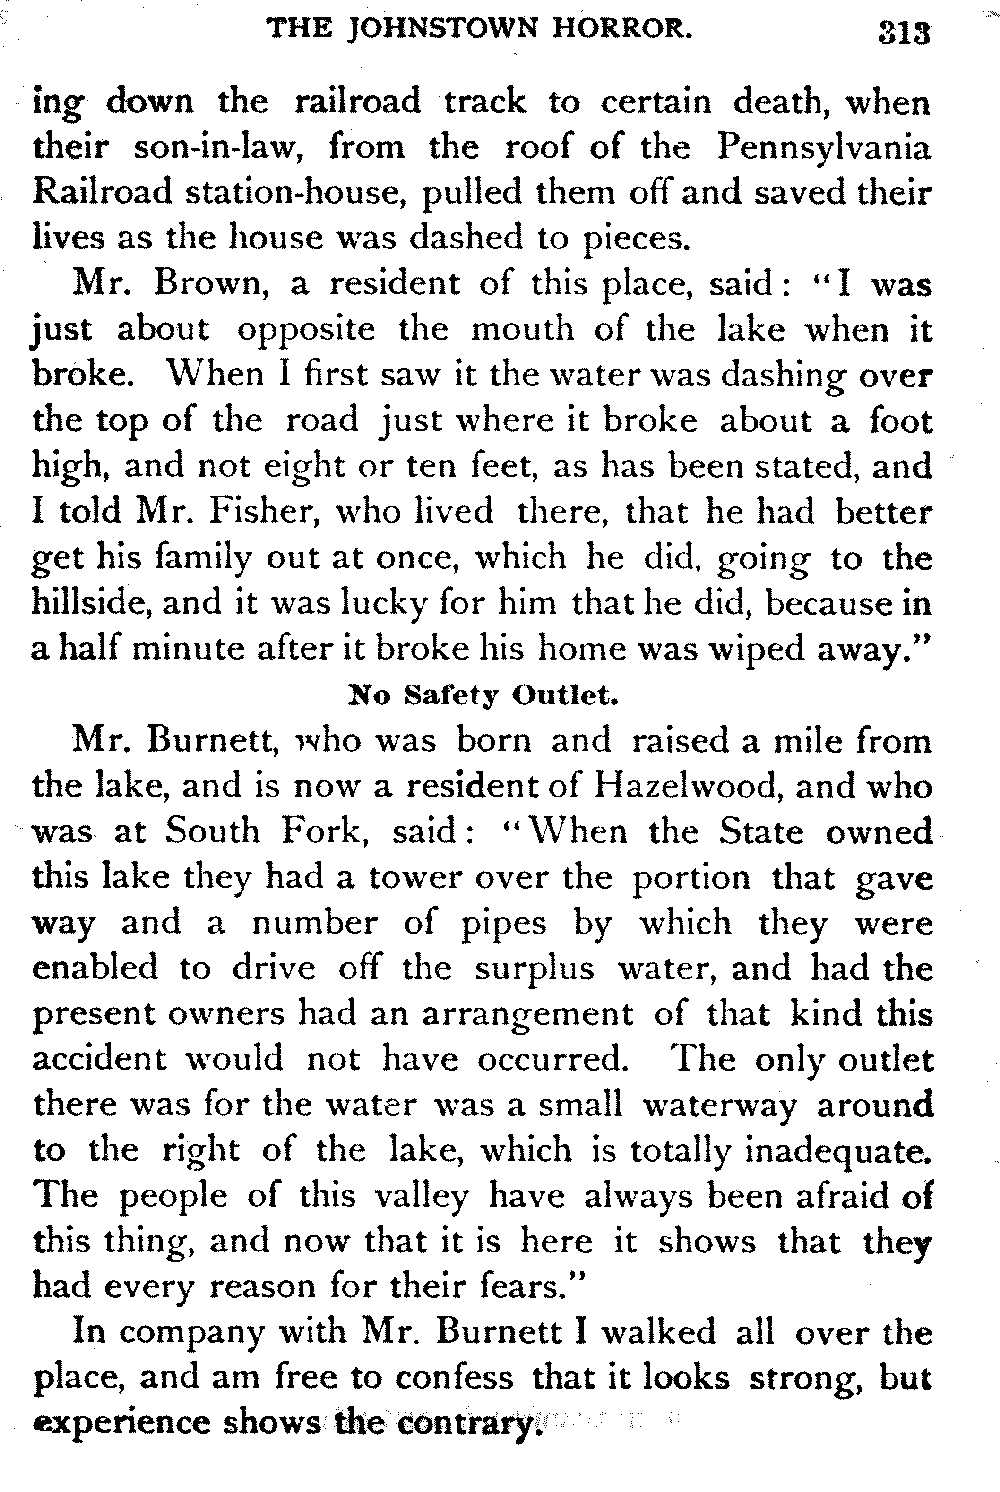 THE JOHNSTOWN HORROR. 313
ing down the railroad track to certain death, when
their son-in-law, from the roof of the Pennsylvania
Railroad station-house, pulled them off and saved their
lives as the house was dashed to pieces.
Mr. Brown, a resident of this place, said: "I was
just about opposite the mouth of the lake when it
broke. When I first saw it the water was dashing over
the top of the road just where it broke about a foot
high, and not eight or ten feet, as has been stated, and
I told Mr. Fisher, who lived there, that he had better
get his family out at once, which he did, going to the
hillside, and it was lucky for him that he did, because in
a half minute after it broke his home was wiped away."
No Safety Outlet.
Mr. Burnett, who was born and raised a mile from
the lake, and is now a resident of Hazelwood, and who
was at South Fork, said: "When the State owned
this lake they had a tower over the portion that gave
way and a number of pipes by which they were
enabled to drive off the surplus water, and had the
present owners had an arrangement of that kind this
accident would not have occurred. The only outlet
there was for the water was a small waterway around
to the right of the lake, which is totally inadequate.
The people of this valley have always been afraid of
this thing, and now that it is here it shows that they
had every reason for their fears."
In company with Mr. Burnett I walked all over the
place, and am free to confess that it looks strong, but
experience shows the contrary.